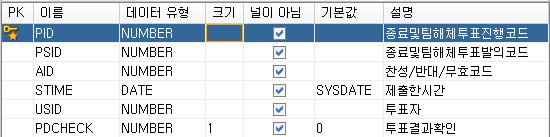 PK 이름 데이터 유형 크기 널이 아님 기본값 설명
PID NUMBER 종료및팀해체투표진행코드
PSID NUMBER 종료및팀해체투표발의코드
AID NUMBER 찬성/반대/무효코드
STIME DATE SYSDATE 제출한시간
USID NUMBER 투표자
PDCHECK NUMBER 1 0 투표결과확인